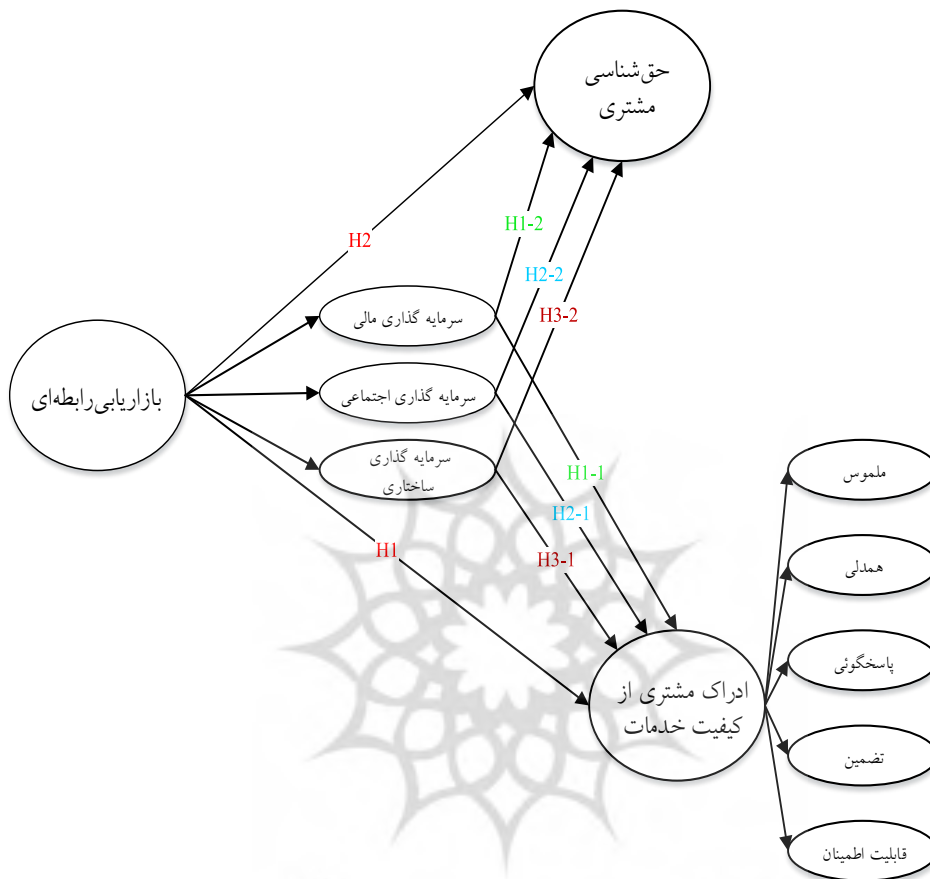 حق‌شناسی
مشتری
H2
H1-2
H2-2
H3-2
سرمایه گذاری مالی
بازاریابی‌رابطه‌ای
سرمایه گذاری اجتماعی
سرمایه گذاری
ساختاری
H1-1
H2-1
H3-1
H1
ملموس
همدلی
پاسخگوئی
ادراک مشتری از
کیفیت خدمات
تضمین
قابلیت اطمینان